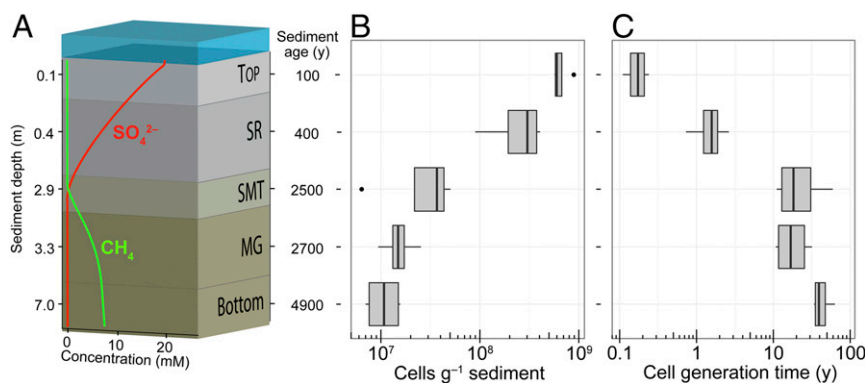 A
Sediment age (y)
B
C
Sediment depth (m)
0.1
TOP
100
0.4
SO₄²⁻
SR
400
2.9
SMT
2500
3.3
CH₄
MG
2700
7.0
Bottom
4900
0
10
20
Concentration (mM)
10⁷
10⁸
10⁹
Cells g⁻¹ sediment
0.1
1
10
100
Cell generation time (y)